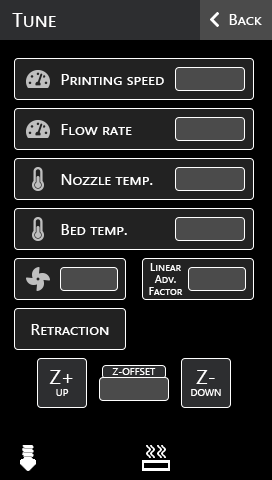 Tune
Back
Printing speed
Flow rate
Nozzle temp.
Bed temp.
Linear
Adv.
Factor
Retraction
Z+
UP
Z-OFFSET
Z-
DOWN